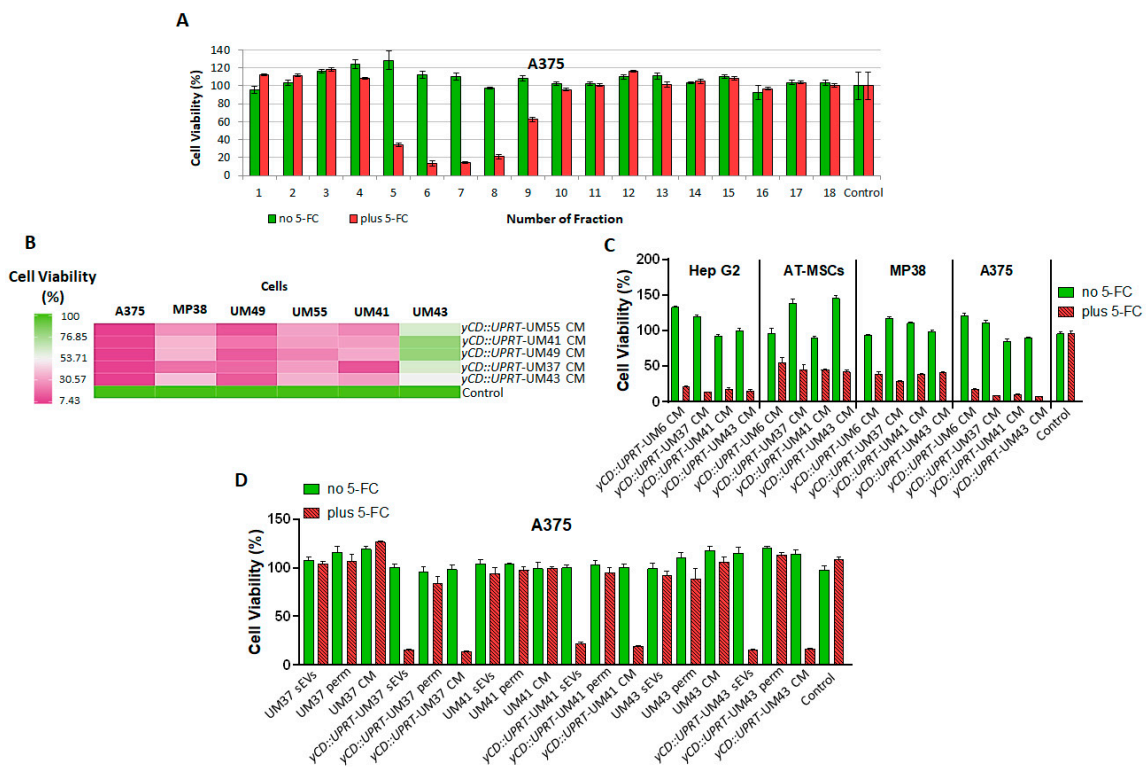 A
A375
Cell Viability (%)
140
120
100
80
60
40
20
0
1 2 3 4 5 6 7 8 9 10 11 12 13 14 15 16 17 18 Control
no 5-FC plus 5-FC
Number of Fraction
B
Cell Viability
(%)
100
76.85
53.71
30.57
7.43
Cells
A375 MP38 UM49 UM55 UM41 UM43
yCD::UPRT-UM55 CM
yCD::UPRT-UM41 CM
yCD::UPRT-UM49 CM
yCD::UPRT-UM37 CM
yCD::UPRT-UM43 CM
Control
C
Cell Viability (%)
200
150
100
50
0
Hep G2 AT-MSCs MP38 A375
no 5-FC
plus 5-FC
yCD::UPRT-UM6 CM
yCD::UPRT-UM37 CM
yCD::UPRT-UM41 CM
yCD::UPRT-UM43 CM
yCD::UPRT-UM6 CM
yCD::UPRT-UM37 CM
yCD::UPRT-UM41 CM
yCD::UPRT-UM43 CM
yCD::UPRT-UM6 CM
yCD::UPRT-UM37 CM
yCD::UPRT-UM41 CM
yCD::UPRT-UM43 CM
yCD::UPRT-UM6 CM
yCD::UPRT-UM37 CM
yCD::UPRT-UM41 CM
yCD::UPRT-UM43 CM
Control
D
no 5-FC
plus 5-FC
A375
Cell Viability (%)
150
100
50
0
UM37 sEVs
UM37 perm
UM37 CM
yCD::UPRT-UM37 sEVs
yCD::UPRT-UM37 perm
yCD::UPRT-UM37 CM
UM41 sEVs
UM41 perm
UM41 CM
yCD::UPRT-UM41 sEVs
yCD::UPRT-UM41 perm
yCD::UPRT-UM41 CM
UM43 sEVs
UM43 perm
UM43 CM
yCD::UPRT-UM43 sEVs
yCD::UPRT-UM43 perm
yCD::UPRT-UM43 CM
Control